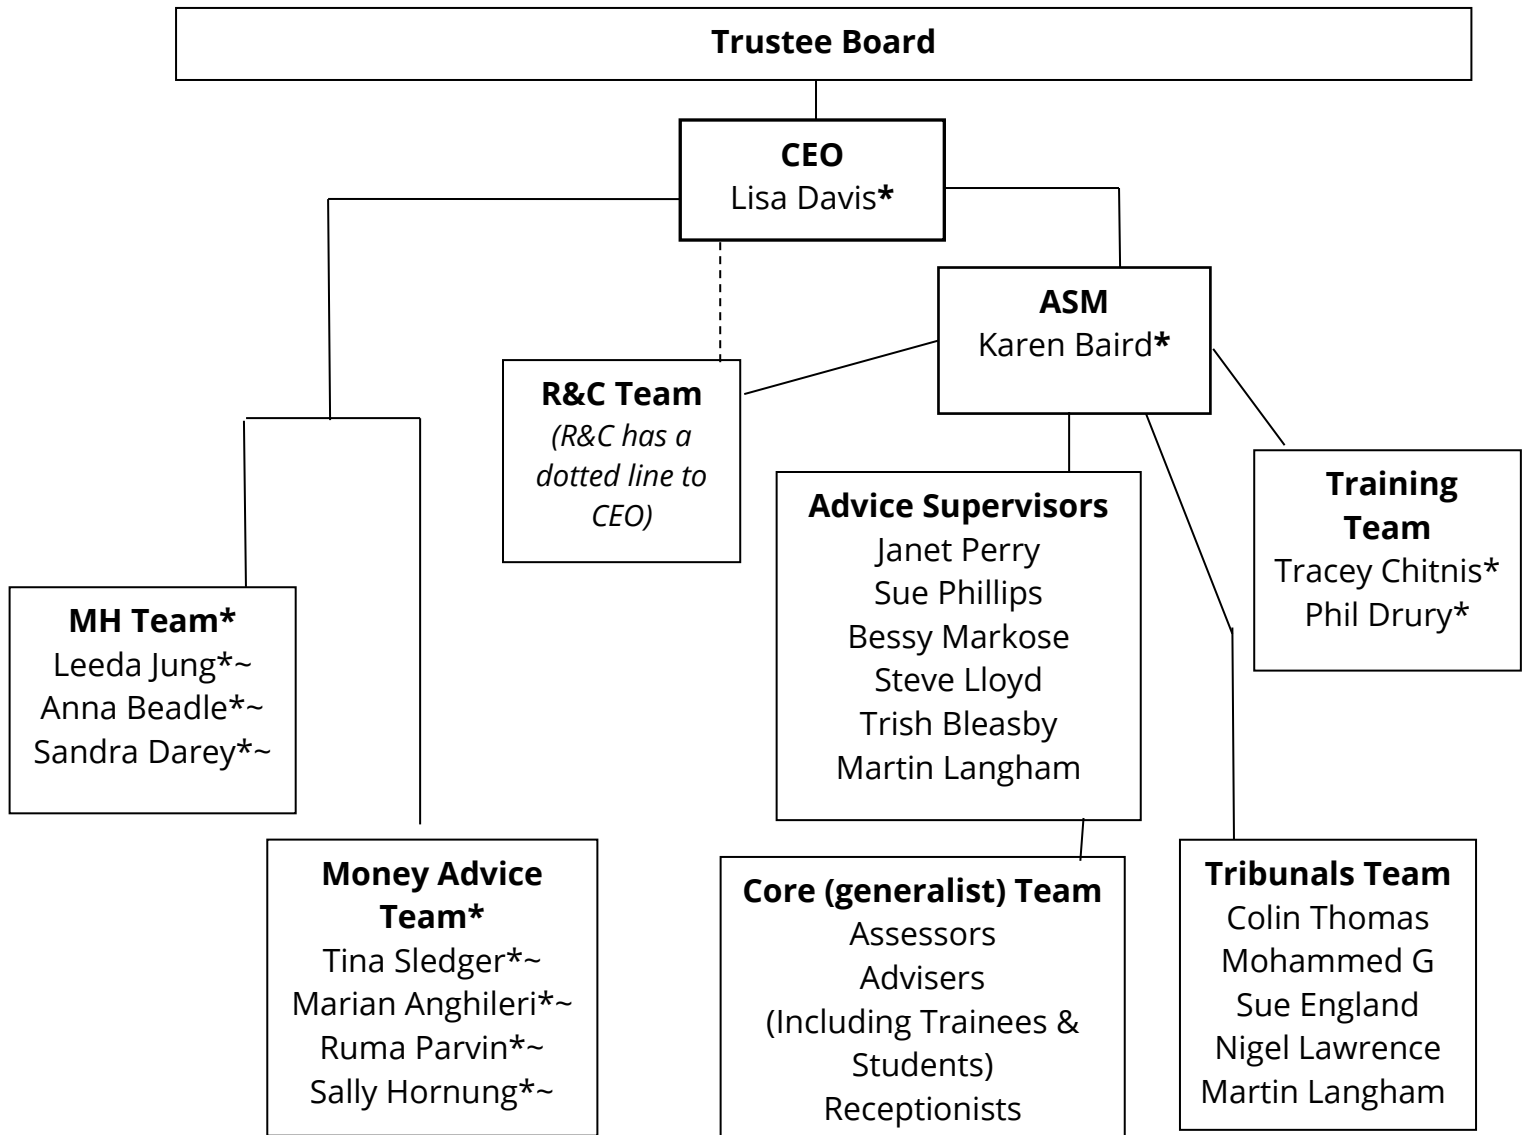 Trustee Board
CEO
Lisa Davis*
ASM
Karen Baird*
R&C Team
(R&C has a
dotted line to
CEO)
Advice Supervisors
Janet Perry
Sue Phillips
Bessy Markose
Steve Lloyd
Trish Bleasby
Martin Langham
Training
Team
Tracey Chitnis*
Phil Drury*
MH Team*
Leeda Jung*~
Anna Beadle*~
Sandra Darey*~
Money Advice
Team*
Tina Sledger*~
Marian Anghileri*~
Ruma Parvin*~
Sally Hornung*~
Core (generalist) Team
Assessors
Advisers
(Including Trainees &
Students)
Receptionists
Tribunals Team
Colin Thomas
Mohammed G
Sue England
Nigel Lawrence
Martin Langham